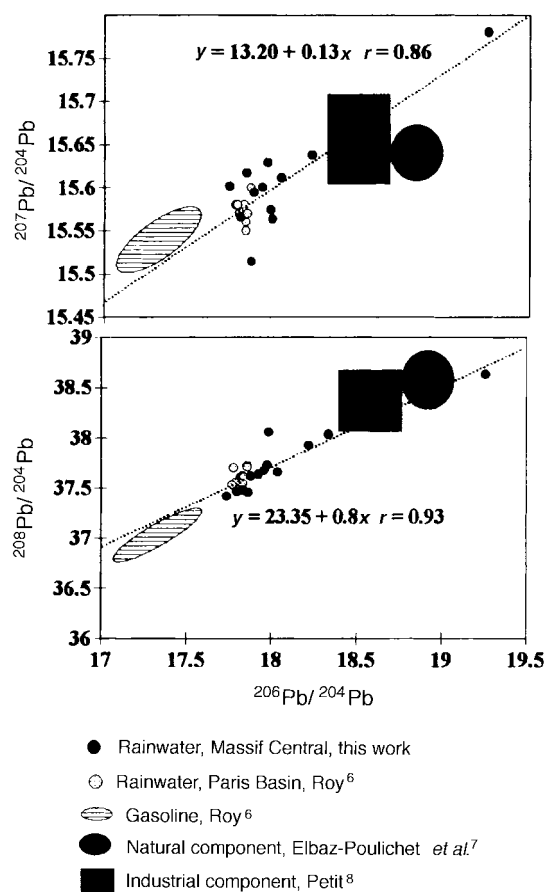 15.75
15.7
15.65
15.6
15.55
15.5
15.45
²⁰⁷Pb/ ²⁰⁴Pb
y = 13.20 + 0.13x r = 0.86
39
38.5
38
37.5
37
36.5
36
²⁰⁸Pb/ ²⁰⁴Pb
y = 23.35 + 0.8x r = 0.93
17 17.5 18 18.5 19 19.5
²⁰⁶Pb/ ²⁰⁴Pb
Rainwater, Massif Central, this work
Rainwater, Paris Basin, Roy⁶
Gasoline, Roy⁶
Natural component, Elbaz-Poulichet et al.⁷
Industrial component, Petit⁸